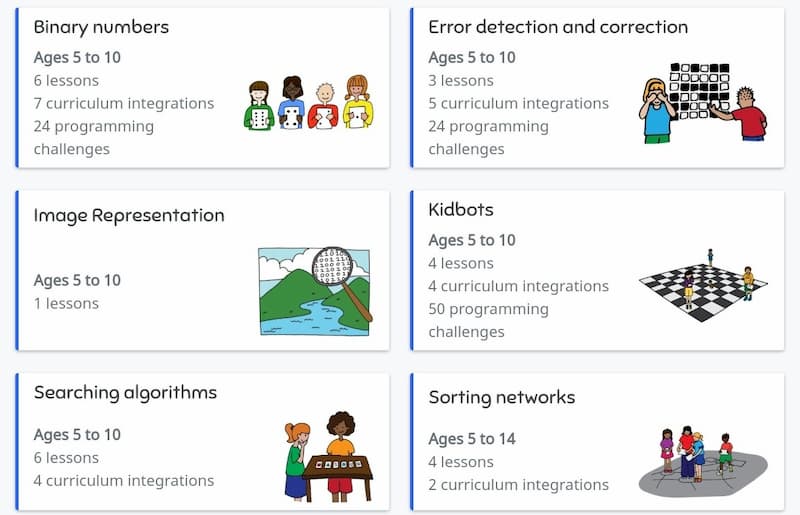 Binary numbers
Ages 5 to 10
6 lessons
7 curriculum integrations
24 programming
challenges
Error detection and correction
Ages 5 to 10
3 lessons
5 curriculum integrations
24 programming
challenges
Image Representation
Ages 5 to 10
1 lessons
Kidbots
Ages 5 to 10
4 lessons
4 curriculum integrations
50 programming
challenges
Searching algorithms
Ages 5 to 10
6 lessons
4 curriculum integrations
Sorting networks
Ages 5 to 14
4 lessons
2 curriculum integrations